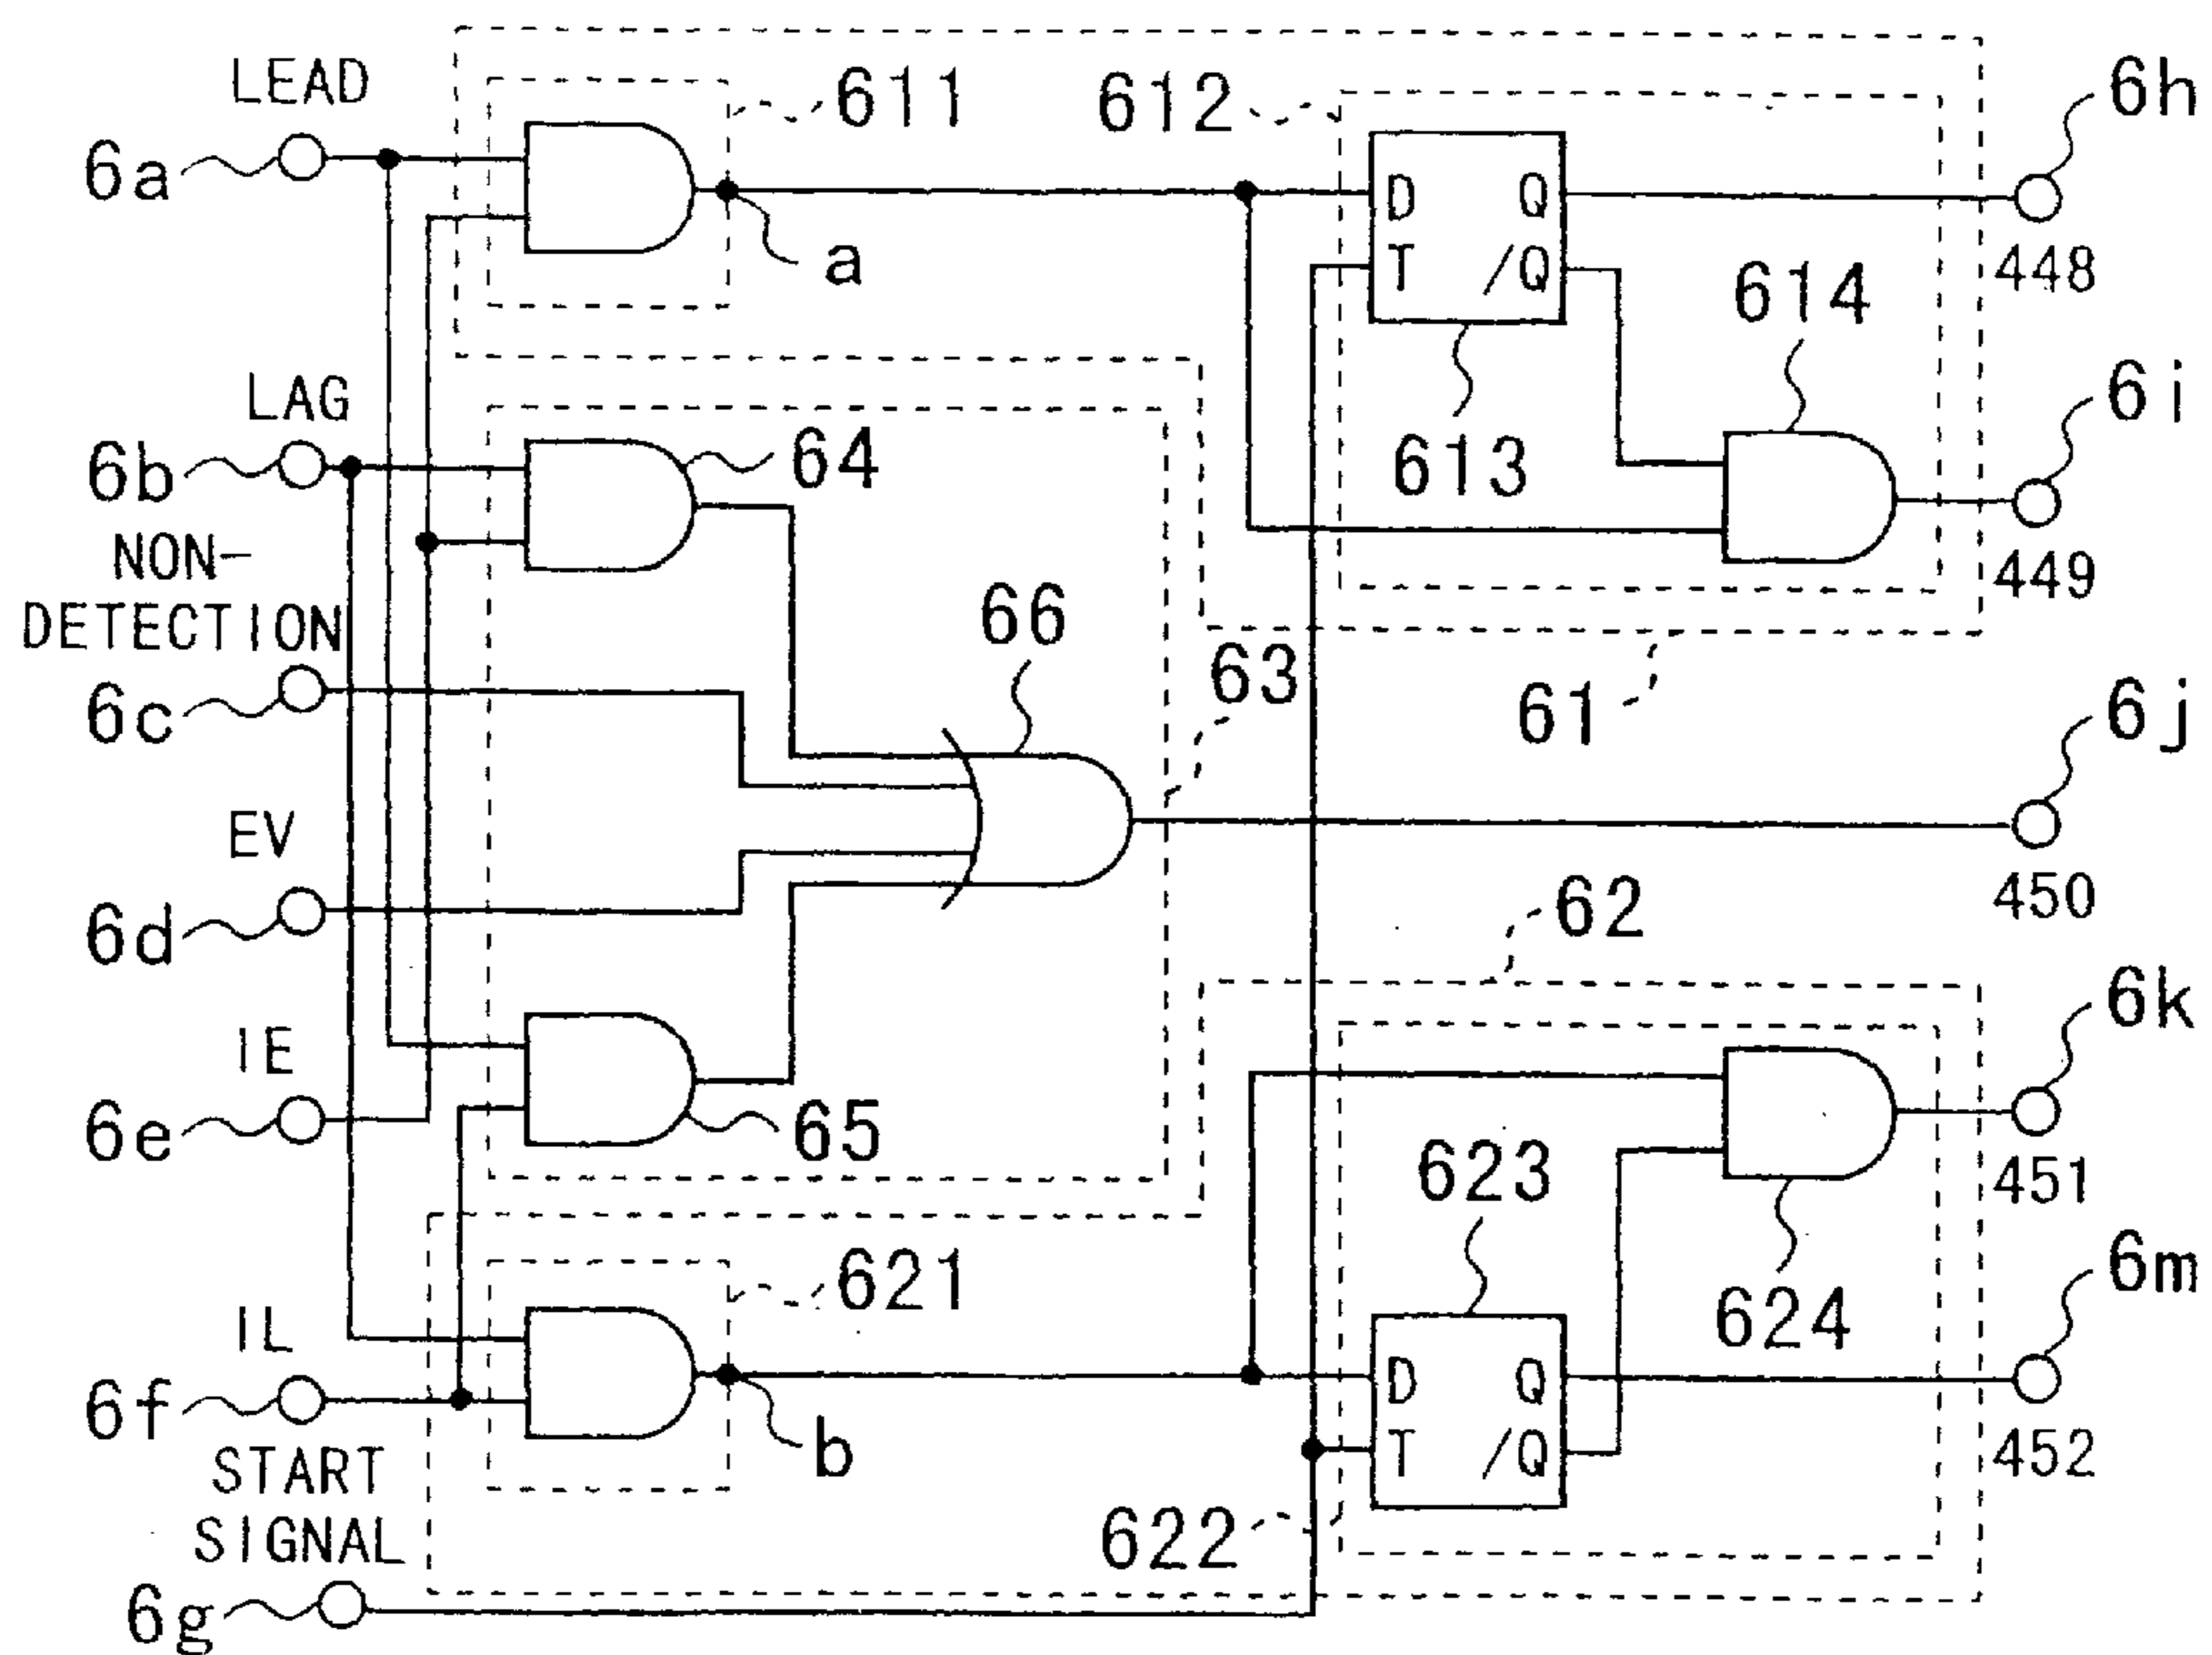 LEAD
6a
611
612
D Q
T /Q
6h
448
a
614
613
6i
449
LAG
6b
64
NON-
DETECTION
6c
66
63
61
6j
450
EV
6d
62
IE
6e
65
6k
451
623
624
621
IL
6f
b
D Q
T /Q
6m
452
622
START
SIGNAL
6g